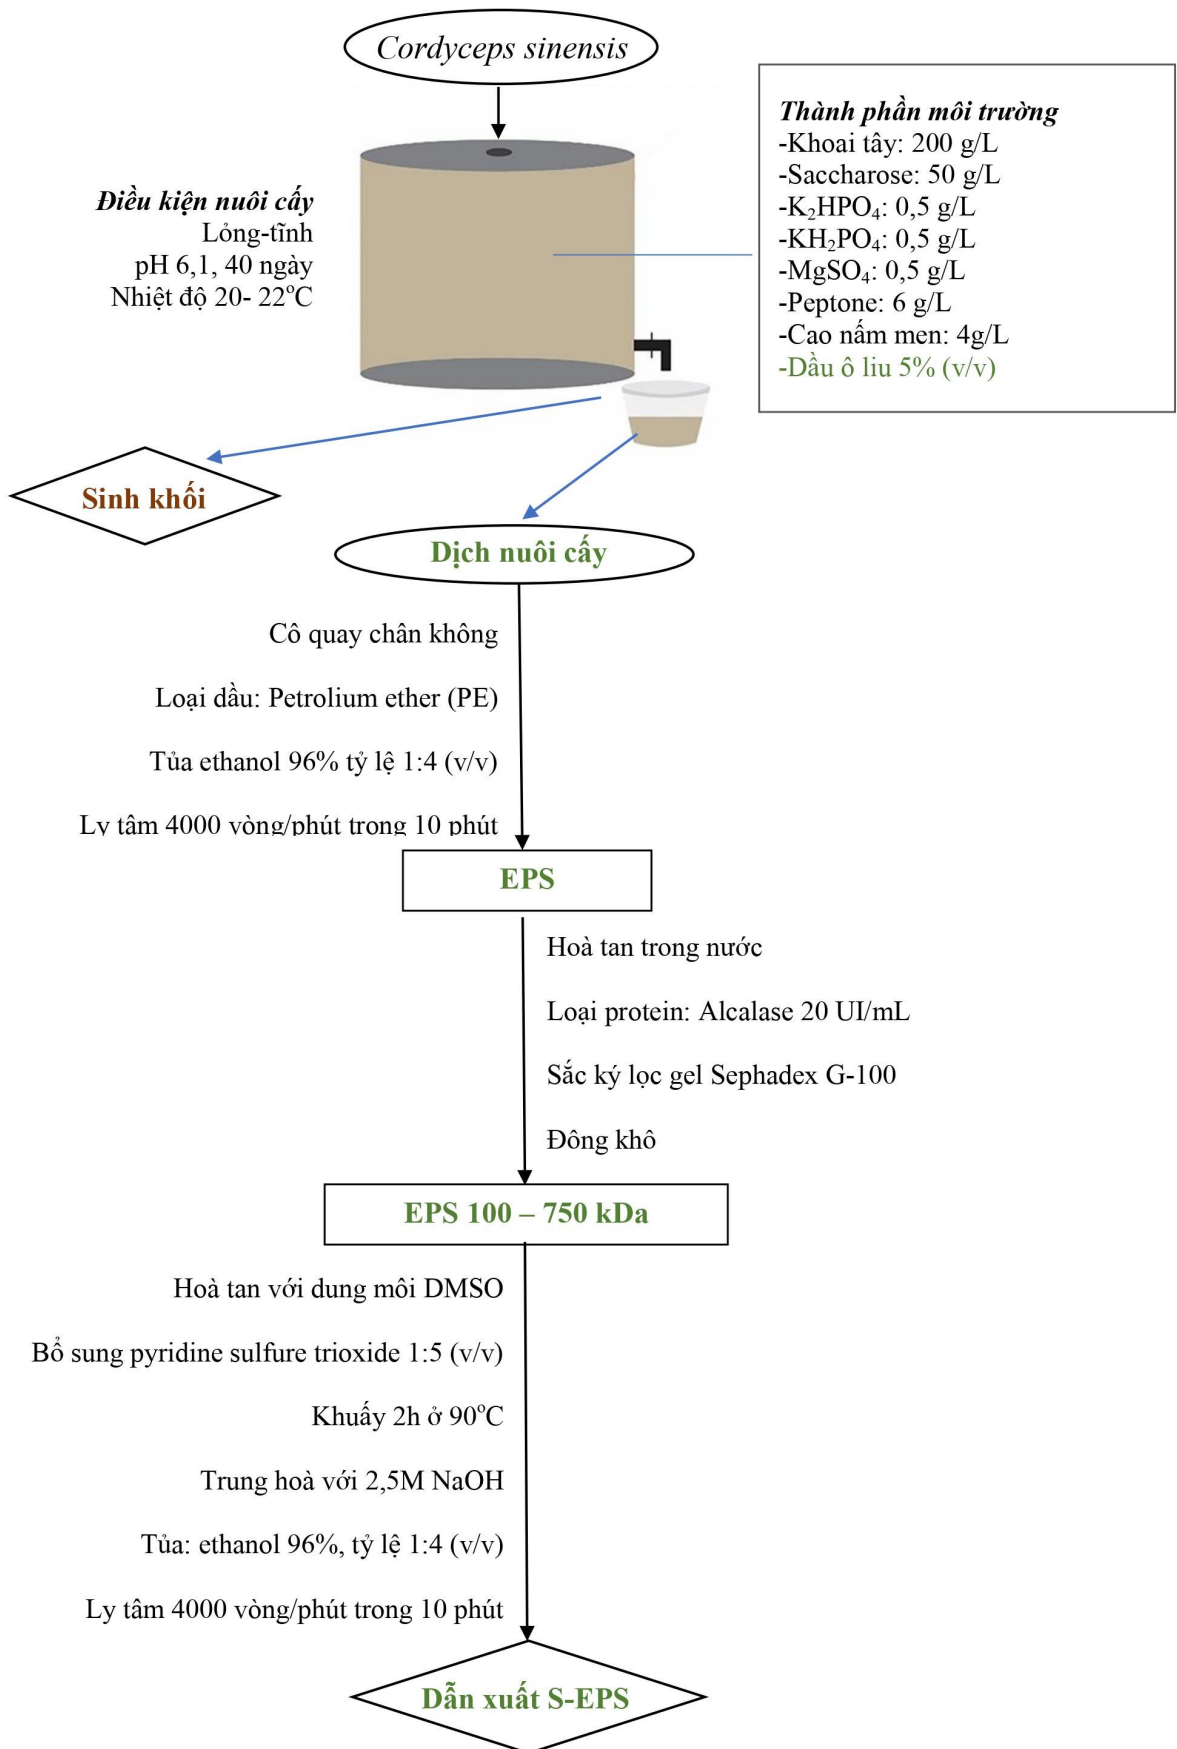 Cordyceps sinensis
Điều kiện nuôi cấy
Lỏng-tĩnh
pH 6,1, 40 ngày
Nhiệt độ 20- 22°C
Thành phần môi trường
-Khoai tây: 200 g/L
-Saccharose: 50 g/L
-K₂HPO₄: 0,5 g/L
-KH₂PO₄: 0,5 g/L
-MgSO₄: 0,5 g/L
-Peptone: 6 g/L
-Cao nấm men: 4g/L
-Dầu ô liu 5% (v/v)
Sinh khối
Dịch nuôi cấy
Cô quay chân không
Loại dầu: Petrolium ether (PE)
Tủa ethanol 96% tỷ lệ 1:4 (v/v)
Ly tâm 4000 vòng/phút trong 10 phút
EPS
Hoà tan trong nước
Loại protein: Alcalase 20 UI/mL
Sắc ký lọc gel Sephadex G-100
Đông khô
EPS 100 – 750 kDa
Hoà tan với dung môi DMSO
Bổ sung pyridine sulfure trioxide 1:5 (v/v)
Khuấy 2h ở 90°C
Trung hoà với 2,5M NaOH
Tủa: ethanol 96%, tỷ lệ 1:4 (v/v)
Ly tâm 4000 vòng/phút trong 10 phút
Dẫn xuất S-EPS